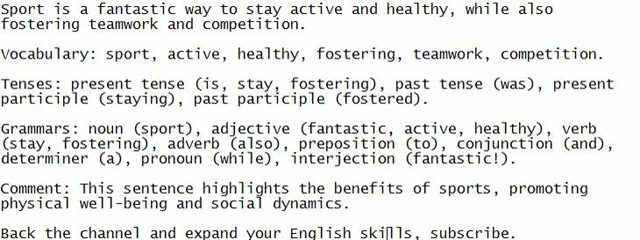 Sport is a fantastic way to stay active and healthy, while also
fostering teamwork and competition.
Vocabulary: sport, active, healthy, fostering, teamwork, competition.
Tenses: present tense (is, stay, fostering), past tense (was), present
participle (staying), past participle (fostered).
Grammars: noun (sport), adjective (fantastic, active, healthy), verb
(stay, fostering), adverb (also), preposition (to), conjunction (and),
determiner (a), pronoun (while), interjection (fantastic!).
Comment: This sentence highlights the benefits of sports, promoting
physical well-being and social dynamics.
Back the channel and expand your English skills, subscribe.